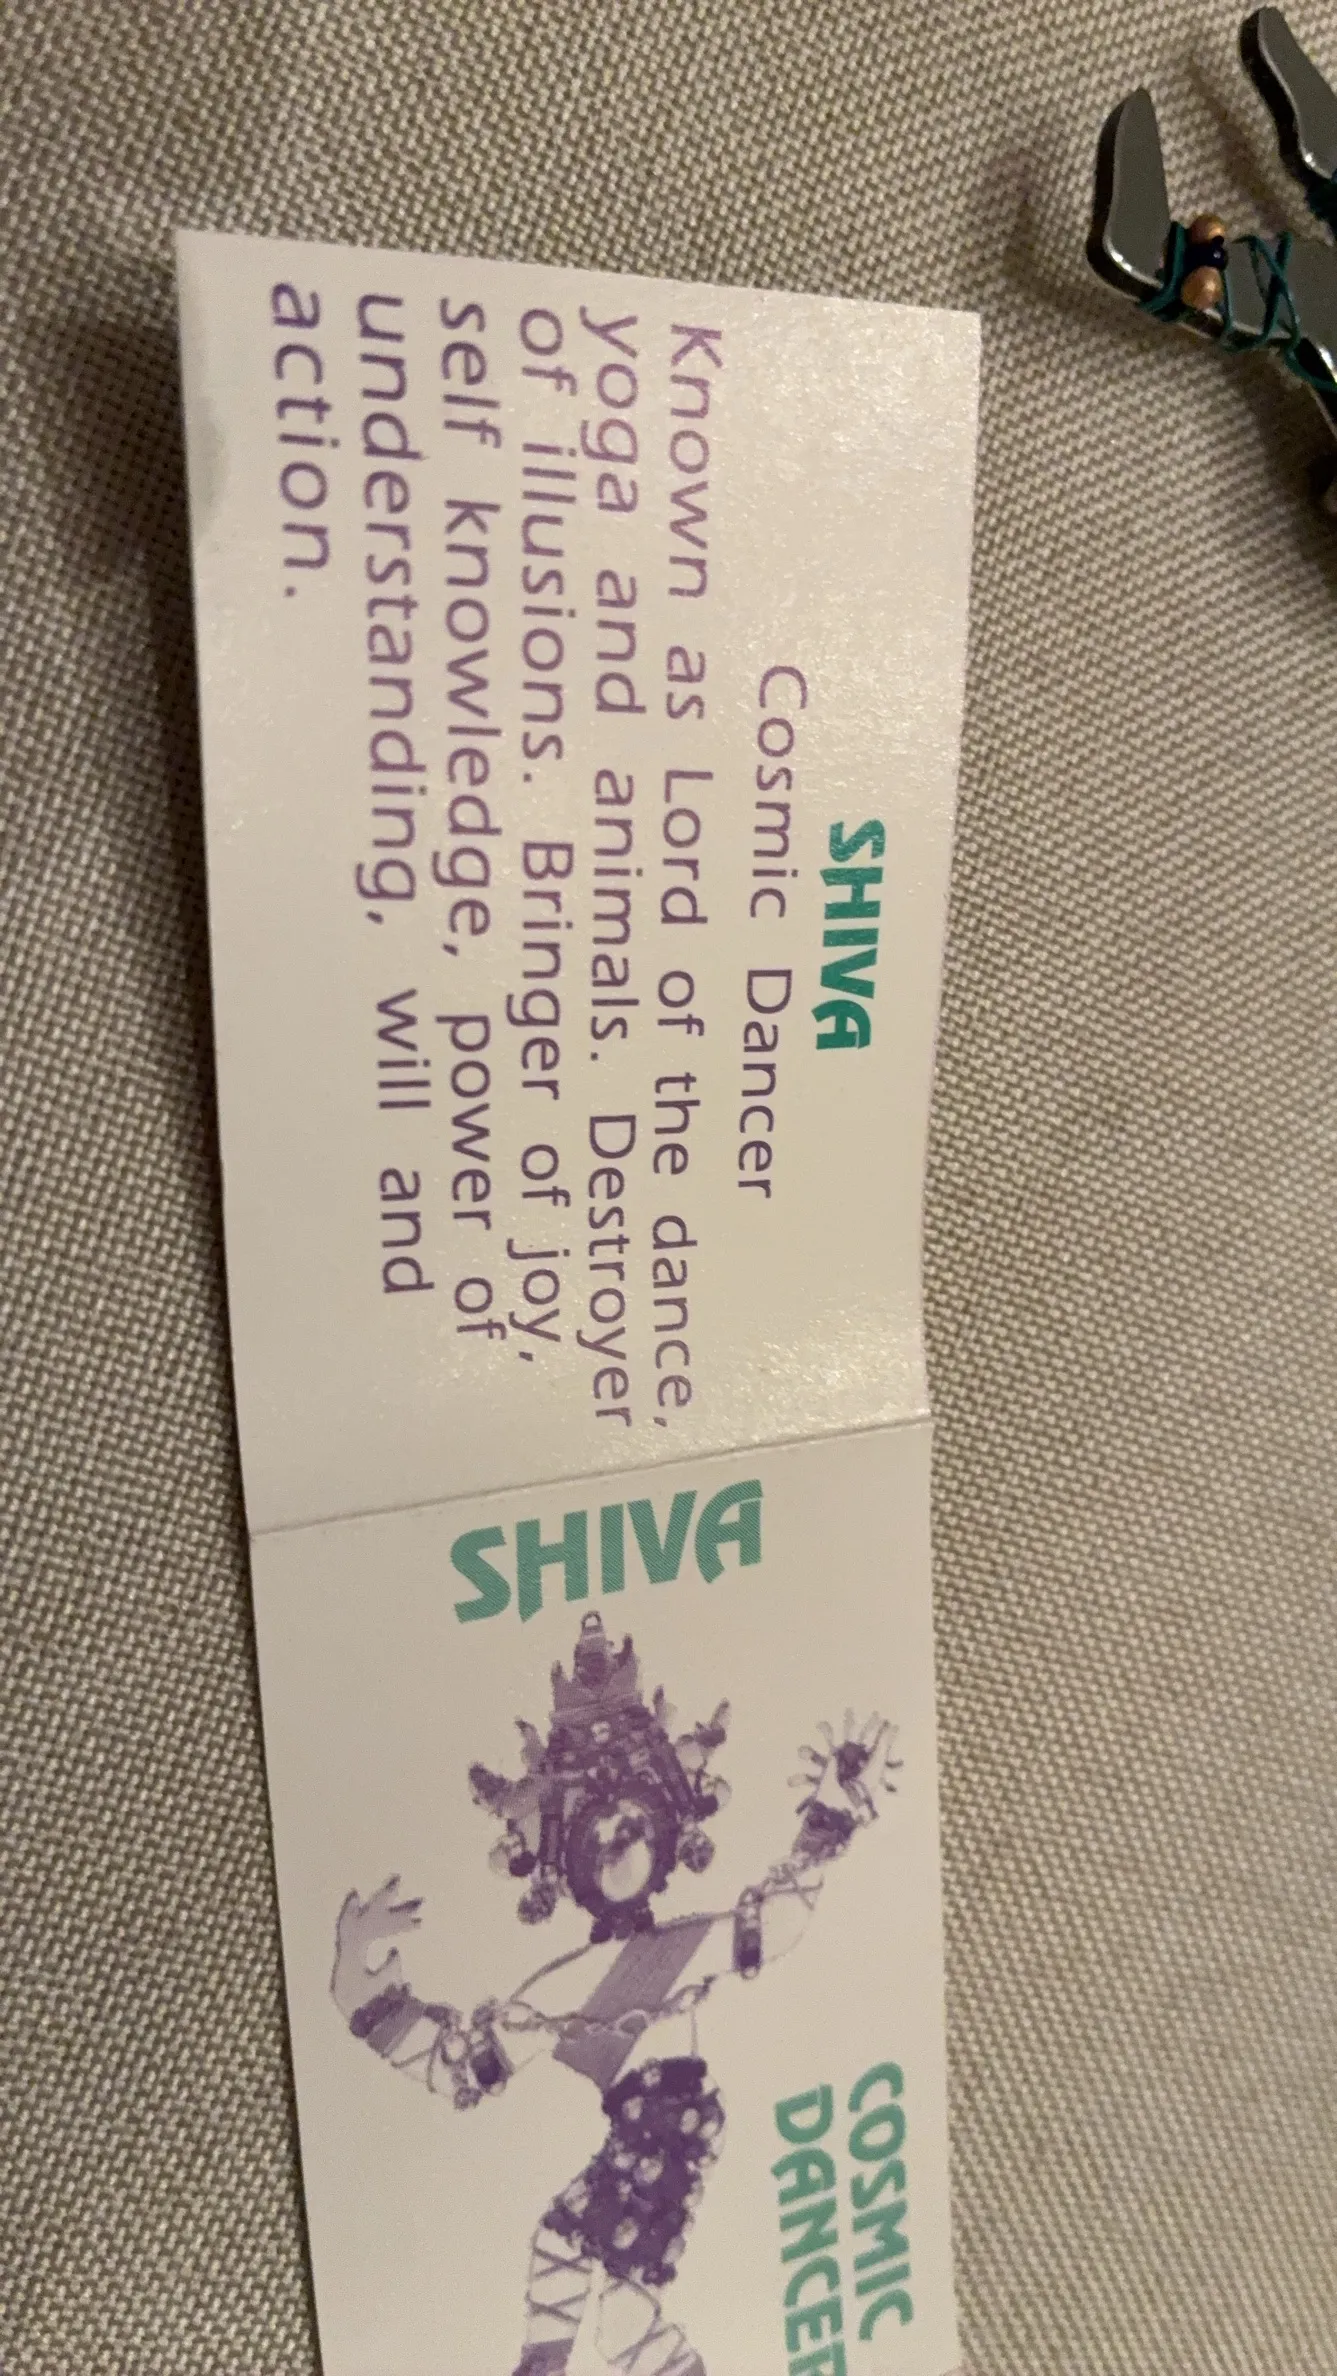 SHIVA
Cosmic Dancer
Known as Lord of the dance,
yoga and animals. Destroyer
of illusions. Bringer of joy,
self knowledge, power of
understanding, will and
action.
SHIVA
COSMIC
DANCER